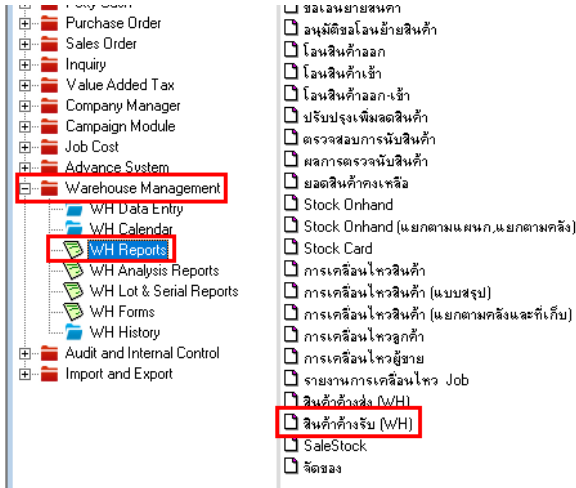 Petty Cash
Purchase Order
Sales Order
Inquiry
Value Added Tax
Company Manager
Campaign Module
Job Cost
Advance System
Warehouse Management
WH Data Entry
WH Calendar
WH Reports
WH Analysis Reports
WH Lot & Serial Reports
WH Forms
WH History
Audit and Internal Control
Import and Export
ขอโอนย้ายสินค้า
อนุมัติขอโอนย้ายสินค้า
โอนสินค้าออก
โอนสินค้าเข้า
โอนสินค้าออก-เข้า
ปรับปรุงเพิ่มลดสินค้า
ตรวจสอบการนับสินค้า
ผลการตรวจนับสินค้า
ยอดสินค้าคงเหลือ
Stock Onhand
Stock Onhand (แยกตามแผนก,แยกตามคลัง)
Stock Card
การเคลื่อนไหวสินค้า
การเคลื่อนไหวสินค้า (แบบสรุป)
การเคลื่อนไหวสินค้า (แยกตามคลังและที่เก็บ)
การเคลื่อนไหวลูกค้า
การเคลื่อนไหวผู้ขาย
รายงานการเคลื่อนไหว Job
สินค้าค้างส่ง (WH)
สินค้าค้างรับ (WH)
SaleStock
จัดของ